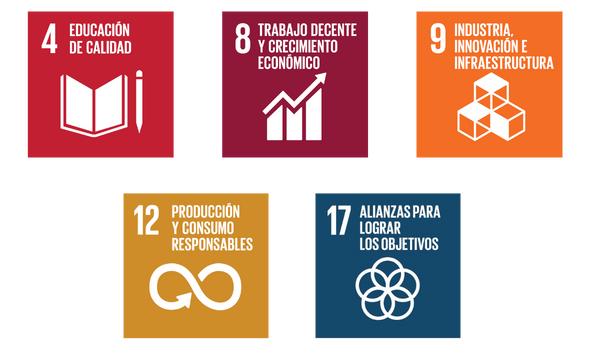 4 EDUCACIÓN
DE CALIDAD
8 TRABAJO DECENTE
Y CRECIMIENTO
ECONÓMICO
9 INDUSTRIA,
INNOVACIÓN E
INFRAESTRUCTURA
12 PRODUCCIÓN
Y CONSUMO
RESPONSABLES
17 ALIANZAS PARA
LOGRAR
LOS OBJETIVOS